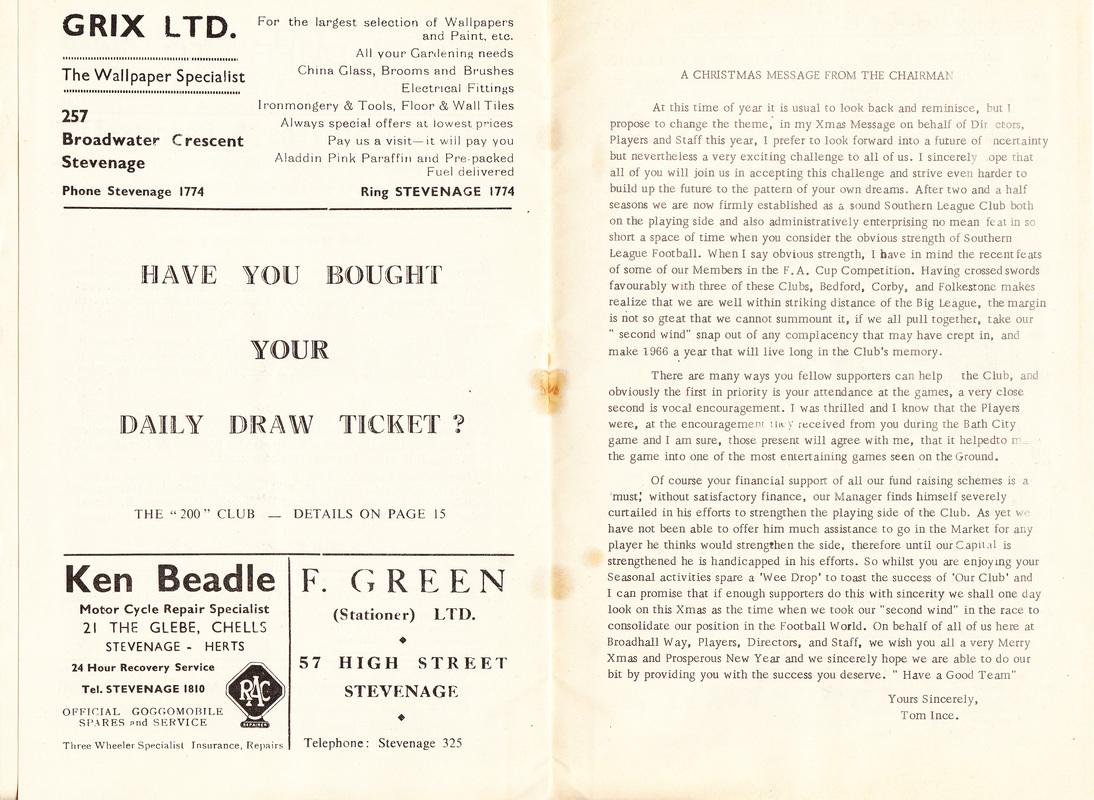 GRIX LTD.
The Wallpaper Specialist
257
Broadwater Crescent
Stevenage
Phone Stevenage 1774
For the largest selection of Wallpapers
and Paint, etc.
All your Gardening needs
China Glass, Brooms and Brushes
Electrical Fittings
Ironmongery & Tools, Floor & Wall Tiles
Always special offers at lowest prices
Pay us a visit—it will pay you
Aladdin Pink Paraffin and Pre-packed
Fuel delivered
Ring STEVENAGE 1774
HAVE YOU BOUGHT
YOUR
DAILY DRAW TICKET ?
THE "200" CLUB — DETAILS ON PAGE 15
Ken Beadle
Motor Cycle Repair Specialist
21 THE GLEBE, CHELLS
STEVENAGE - HERTS
24 Hour Recovery Service
Tel. STEVENAGE 1810
OFFICIAL GOGGOMOBILE
SPARES and SERVICE
RAC
REPAIRER
Three Wheeler Specialist Insurance, Repairs
F. GREEN
(Stationer) LTD.
57 HIGH STREET
STEVENAGE
Telephone: Stevenage 325
A CHRISTMAS MESSAGE FROM THE CHAIRMAN
At this time of year it is usual to look back and reminisce, but I
propose to change the theme, in my Xmas Message on behalf of Dir ctors,
Players and Staff this year, I prefer to look forward into a future of ncertainty
but nevertheless a very exciting challenge to all of us. I sincerely ope that
all of you will join us in accepting this challenge and strive even harder to
build up the future to the pattern of your own dreams. After two and a half
seasons we are now firmly established as a sound Southern League Club both
on the playing side and also administratively enterprising no mean feat in so
short a space of time when you consider the obvious strength of Southern
League Football. When I say obvious strength, I have in mind the recent feats
of some of our Members in the F.A. Cup Competition. Having crossed swords
favourably with three of these Clubs, Bedford, Corby, and Folkestone makes
realize that we are well within striking distance of the Big League, the margin
is not so gteat that we cannot summount it, if we all pull together, take our
" second wind" snap out of any complacency that may have crept in, and
make 1966 a year that will live long in the Club's memory.
There are many ways you fellow supporters can help the Club, and
obviously the first in priority is your attendance at the games, a very close
second is vocal encouragement. I was thrilled and I know that the Players
were, at the encouragement they received from you during the Bath City
game and I am sure, those present will agree with me, that it helpedto
the game into one of the most entertaining games seen on the Ground.
Of course your financial support of all our fund raising schemes is a
'must,' without satisfactory finance, our Manager finds himself severely
curtailed in his efforts to strengthen the playing side of the Club. As yet we
have not been able to offer him much assistance to go in the Market for any
player he thinks would strengthen the side, therefore until our Capital is
strengthened he is handicapped in his efforts. So whilst you are enjoying your
Seasonal activities spare a 'Wee Drop' to toast the success of 'Our Club' and
I can promise that if enough supporters do this with sincerity we shall one day
look on this Xmas as the time when we took our "second wind" in the race to
consolidate our position in the Football World. On behalf of all of us here at
Broadhall Way, Players, Directors, and Staff, we wish you all a very Merry
Xmas and Prosperous New Year and we sincerely hope we are able to do our
bit by providing you with the success you deserve. " Have a Good Team"
Yours Sincerely,
Tom Ince.